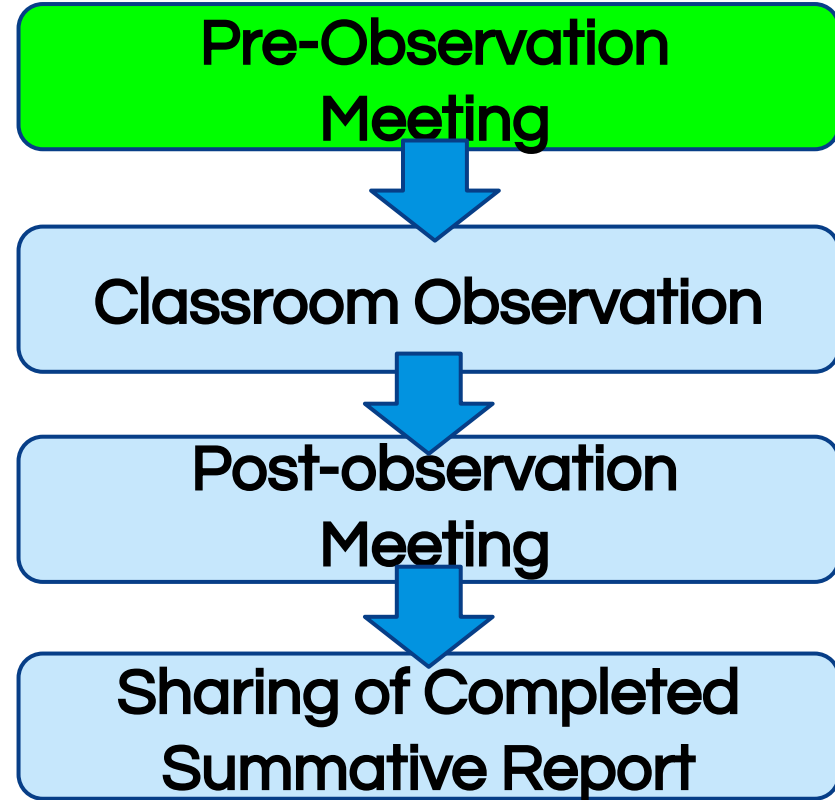 Pre-Observation
Meeting
Classroom Observation
Post-observation
Meeting
Sharing of Completed
Summative Report